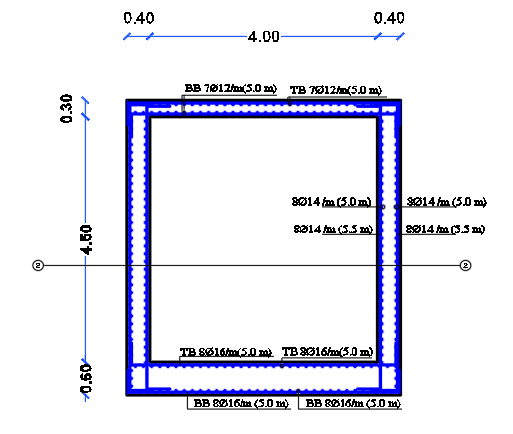 0.40 0.40
4.00
BB 7Ø12/m(5.0 m) TB 7Ø12/m(5.0 m)
0.30
8Ø14 /m (5.0 m) 8Ø14 /m (5.0 m)
8Ø14 /m (5.5 m) 8Ø14 /m (5.5 m)
4.50
2 2
TB 8Ø16/m(5.0 m) TB 8Ø16/m(5.0 m)
0.60
BB 8Ø16/m (5.0 m) BB 8Ø16/m (5.0 m)